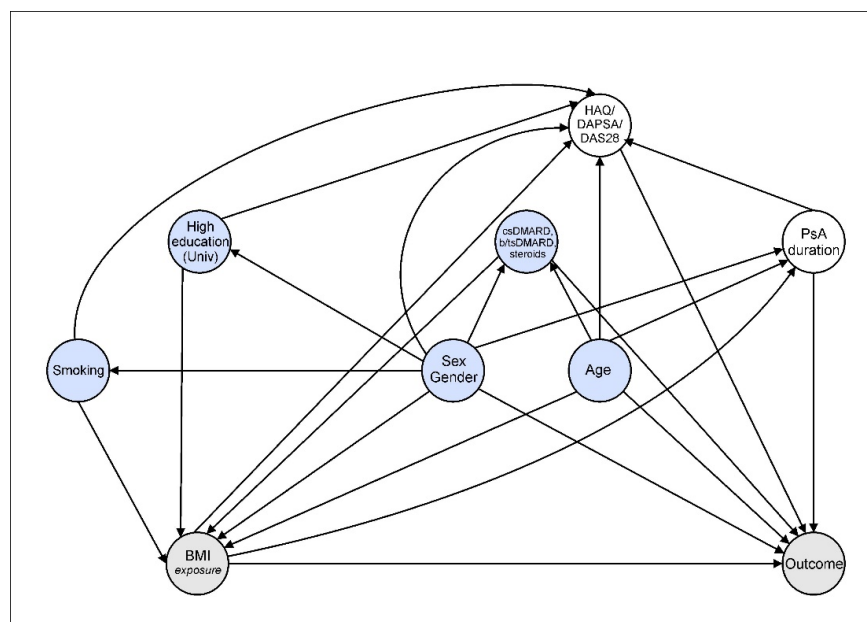 HAQ/
DAPSA/
DAS28
High
education
(Univ)
csDMARD,
b/tsDMARD,
steroids
PsA
duration
Smoking
Sex
Gender
Age
BMI
exposure
Outcome